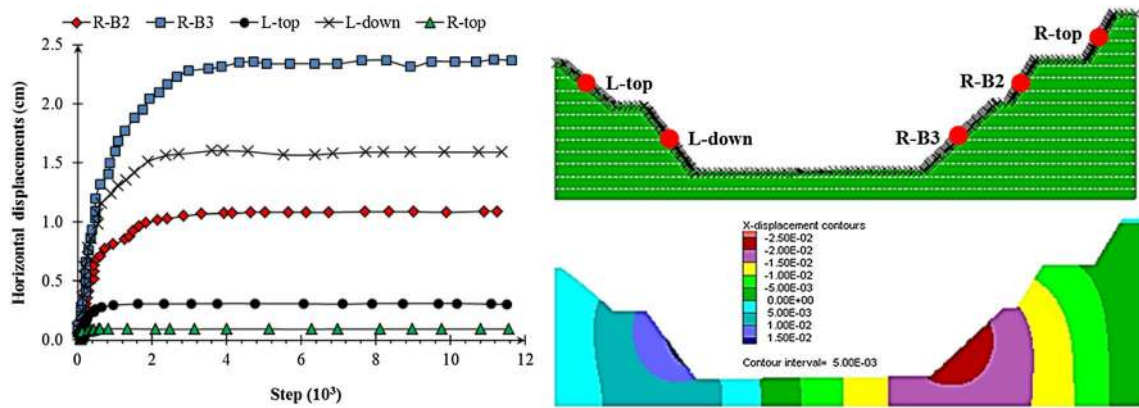 R-B2 R-B3 L-top L-down R-top
Horizontal displacements (cm)
2.5
2.0
1.5
1.0
0.5
0.0
0 2 4 6 8 10 12
Step (10³)
R-top
L-top
R-B2
L-down
R-B3
X-displacement contours
-2.50E-02
-2.00E-02
-1.50E-02
-1.00E-02
-5.00E-03
0.00E+00
5.00E-03
1.00E-02
1.50E-02
Contour interval= 5.00E-03